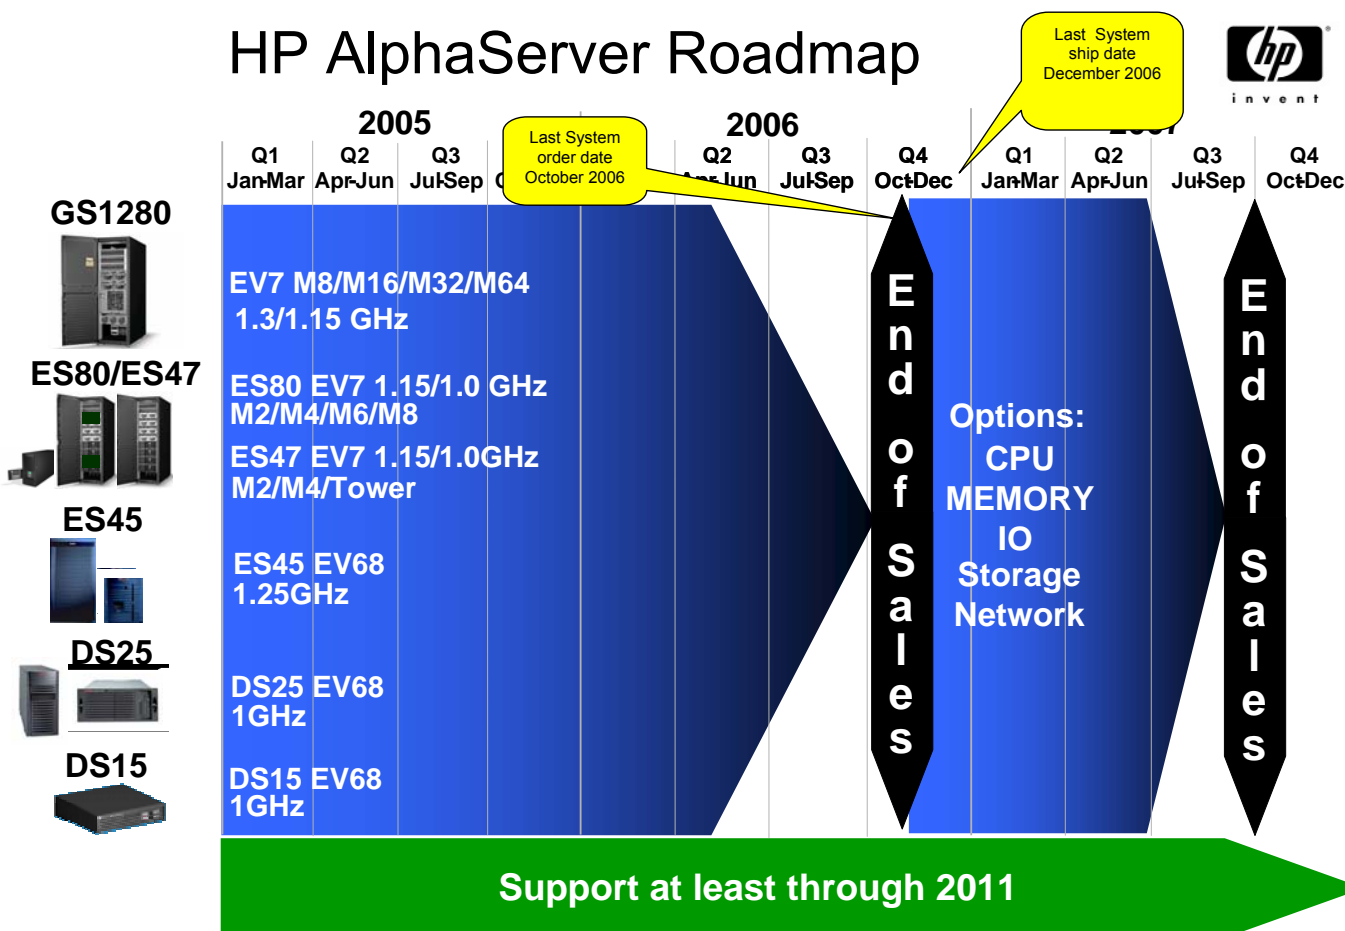 HP AlphaServer Roadmap
Last System
ship date
December 2006
hp
invent
2005
2006
Last System
order date
October 2006
Q1
Q2
Q3
Q2
Q3
Q4
Q1
Q2
Q3
Q4
Jan-Mar
Apr-Jun
Jul-Sep
Apr-Jun
Jul-Sep
Oct-Dec
Jan-Mar
Apr-Jun
Jul-Sep
Oct-Dec
GS1280
EV7 M8/M16/M32/M64
1.3/1.15 GHz
ES80/ES47
ES80 EV7 1.15/1.0 GHz
M2/M4/M6/M8
ES47 EV7 1.15/1.0GHz
M2/M4/Tower
ES45
ES45 EV68
1.25GHz
DS25
DS25 EV68
1GHz
DS15
DS15 EV68
1GHz
End of Sales
Options:
CPU
MEMORY
IO
Storage
Network
End of Sales
Support at least through 2011